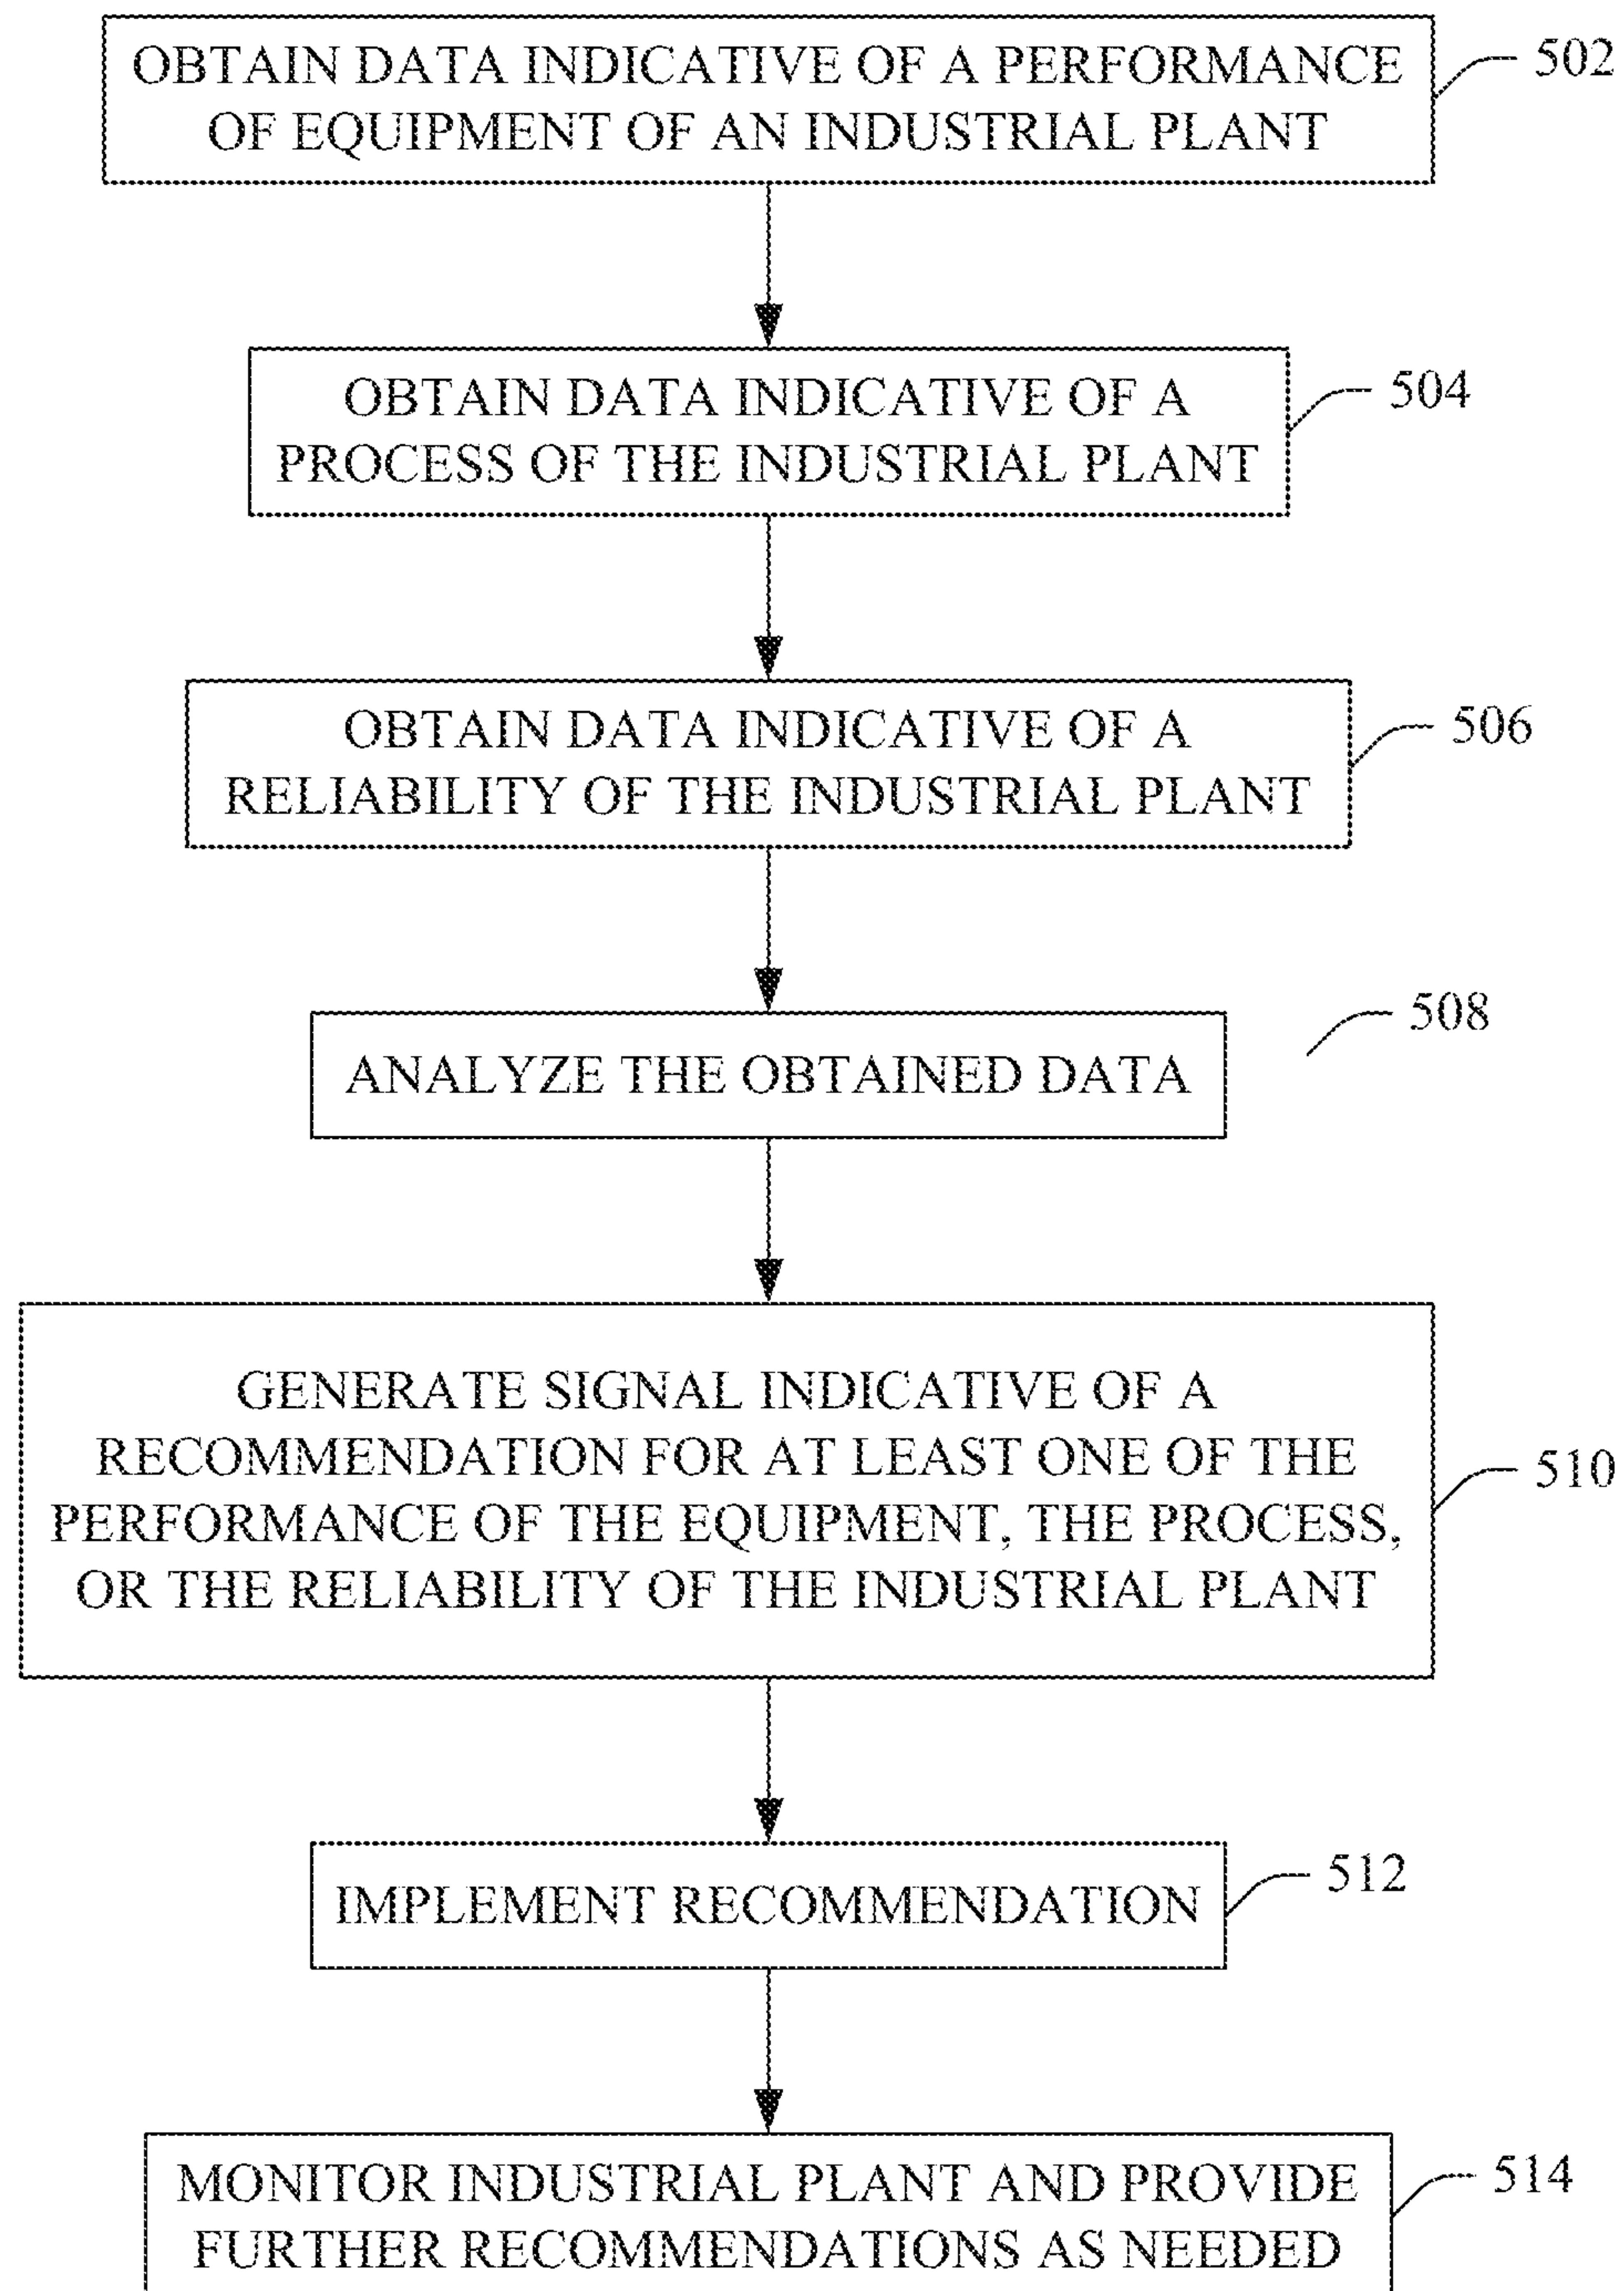 OBTAIN DATA INDICATIVE OF A PERFORMANCE
OF EQUIPMENT OF AN INDUSTRIAL PLANT
502
OBTAIN DATA INDICATIVE OF A
PROCESS OF THE INDUSTRIAL PLANT
504
OBTAIN DATA INDICATIVE OF A
RELIABILITY OF THE INDUSTRIAL PLANT
506
ANALYZE THE OBTAINED DATA
508
GENERATE SIGNAL INDICATIVE OF A
RECOMMENDATION FOR AT LEAST ONE OF THE
PERFORMANCE OF THE EQUIPMENT, THE PROCESS,
OR THE RELIABILITY OF THE INDUSTRIAL PLANT
510
IMPLEMENT RECOMMENDATION
512
MONITOR INDUSTRIAL PLANT AND PROVIDE
FURTHER RECOMMENDATIONS AS NEEDED
514